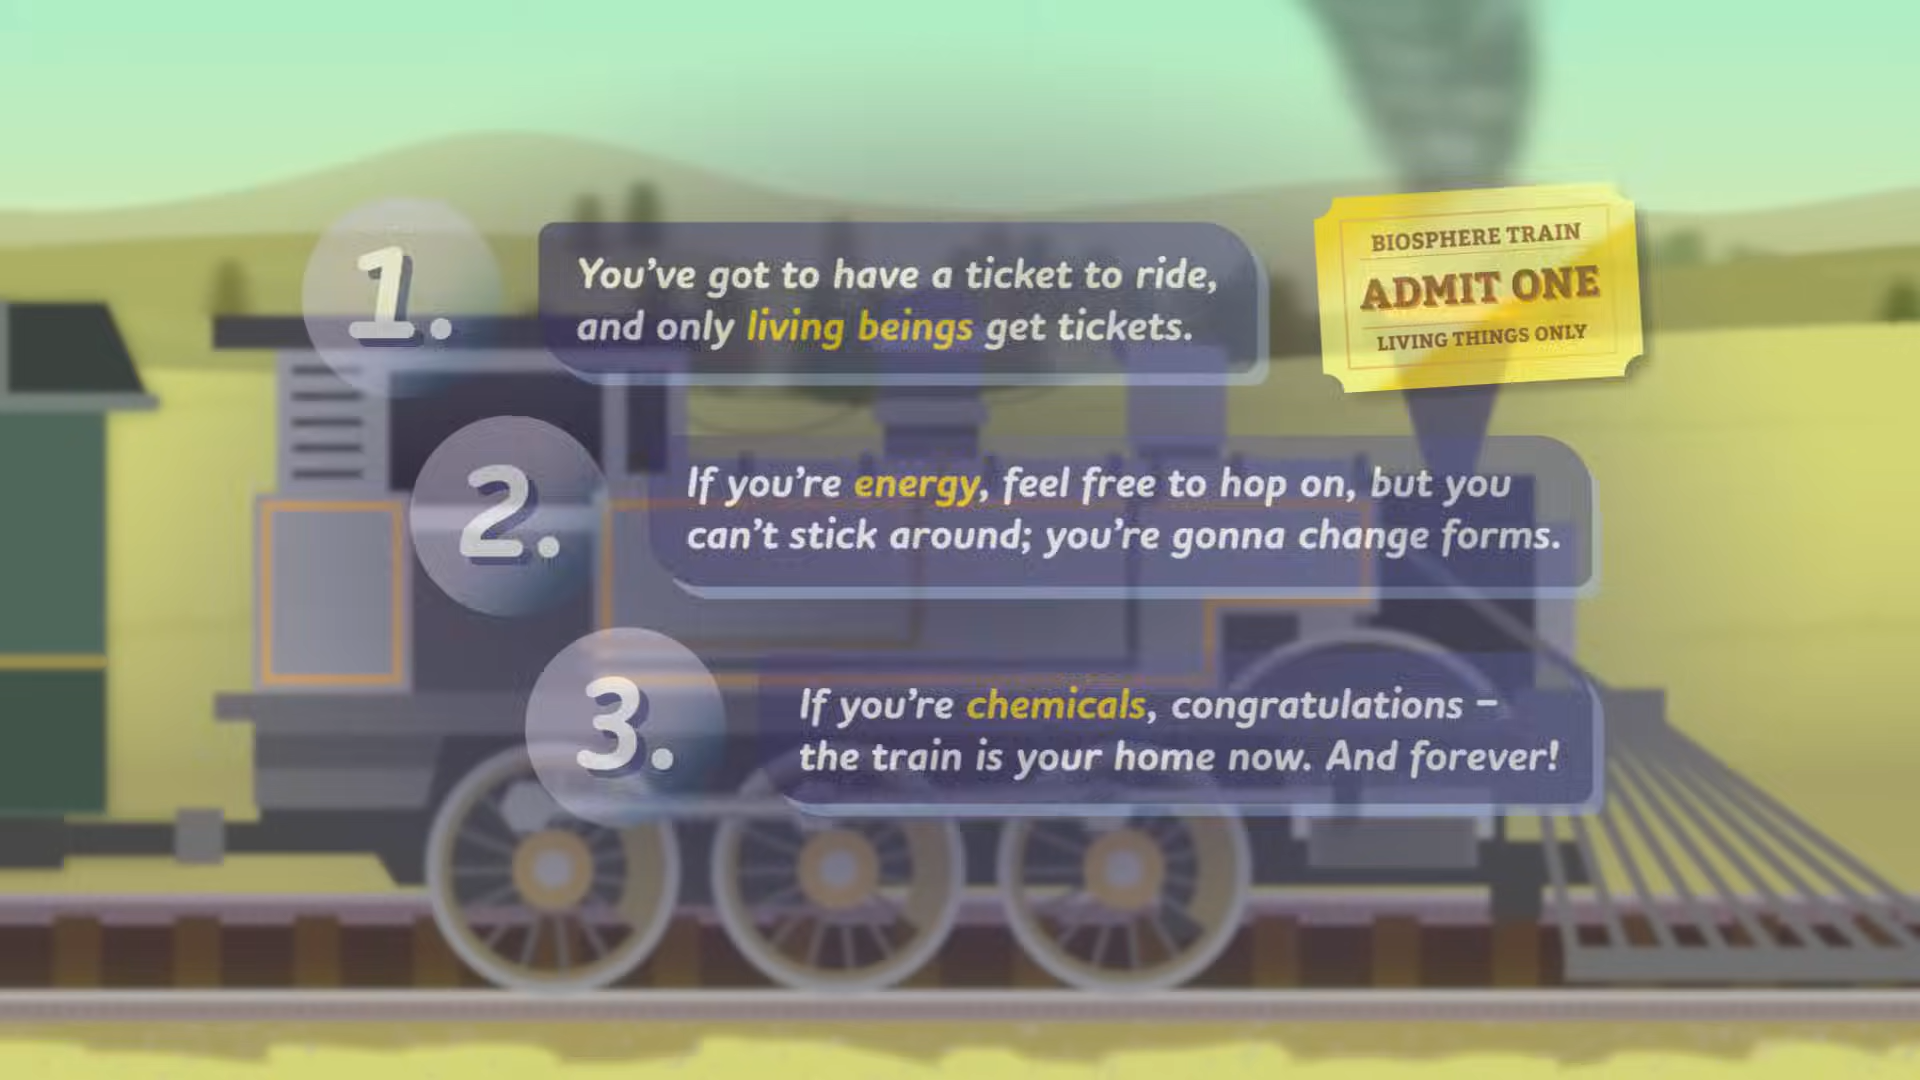 1.
You've got to have a ticket to ride,
and only living beings get tickets.
BIOSPHERE TRAIN
ADMIT ONE
LIVING THINGS ONLY
2.
If you're energy, feel free to hop on, but you
can't stick around; you're gonna change forms.
3.
If you're chemicals, congratulations –
the train is your home now. And forever!